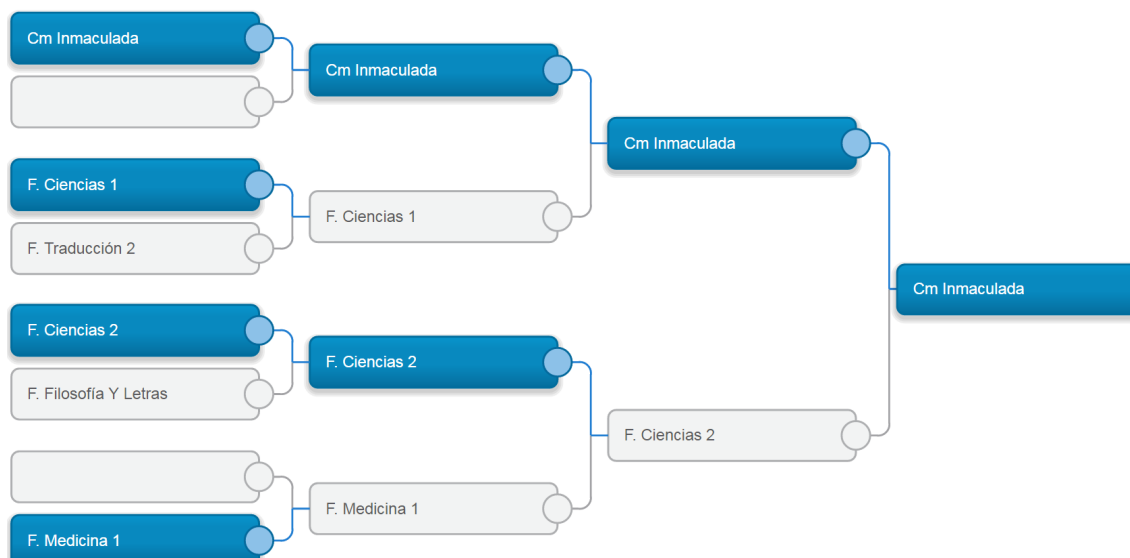 Cm Inmaculada
F. Ciencias 1
F. Traducción 2
F. Ciencias 2
F. Filosofía Y Letras
F. Medicina 1
Cm Inmaculada
F. Ciencias 1
F. Ciencias 2
F. Medicina 1
Cm Inmaculada
F. Ciencias 2
Cm Inmaculada